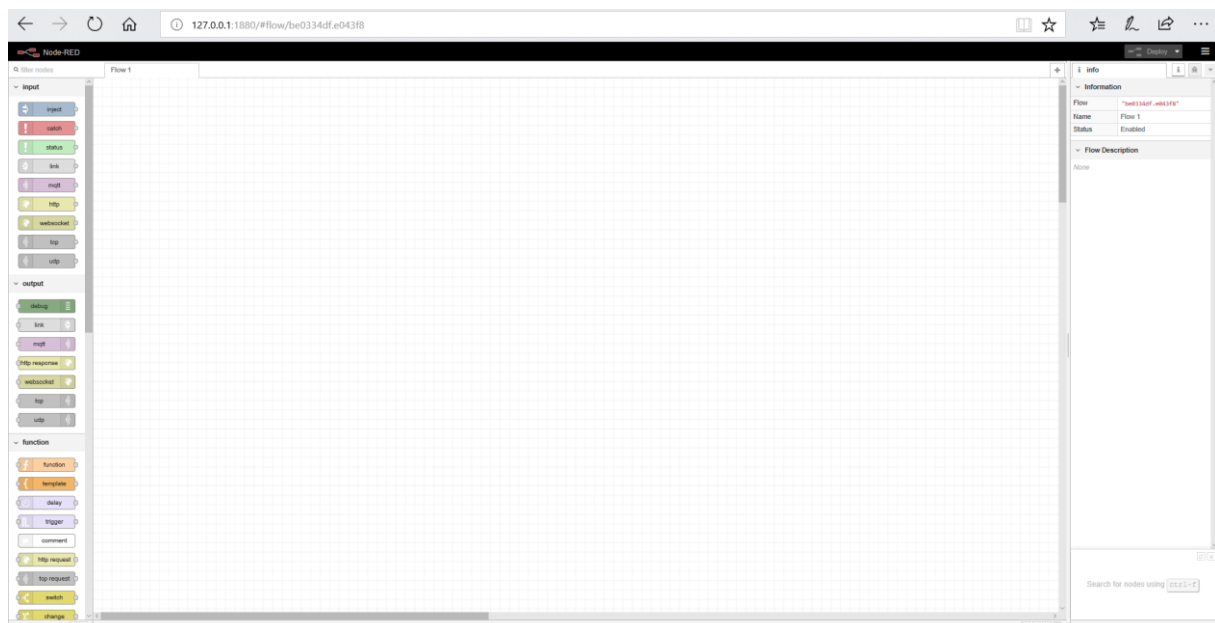 127.0.0.1:1880/#flow/be0334df.e043f8
Node-RED
Deploy
filter nodes
Flow 1
i info
i
input
inject
catch
status
link
mqtt
http
websocket
tcp
udp
output
debug
link
mqtt
http response
websocket
tcp
udp
function
function
template
delay
trigger
comment
http request
tcp request
switch
change
Information
Flow "be0334df.e043f8"
Name Flow 1
Status Enabled
Flow Description
None
Search for nodes using ctrl-f